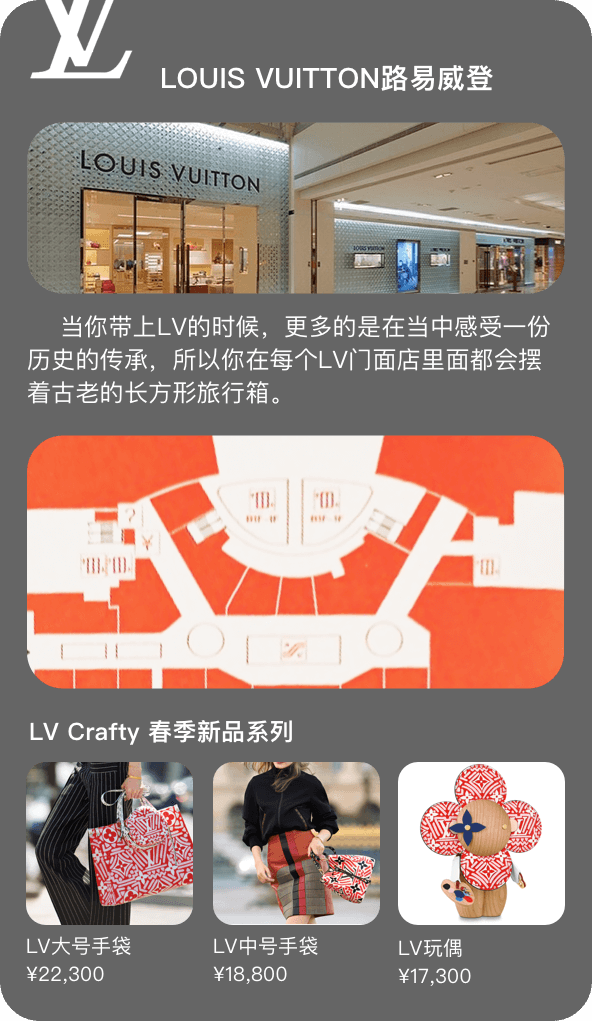 LV
LOUIS VUITTON路易威登
LOUIS VUITTON
LOUIS VUITTON
当你带上LV的时候，更多的是在当中感受一份
历史的传承，所以你在每个LV门面店里面都会摆
着古老的长方形旅行箱。
?
¥
LV Crafty 春季新品系列
LV大号手袋
¥22,300
LV中号手袋
¥18,800
LV玩偶
¥17,300